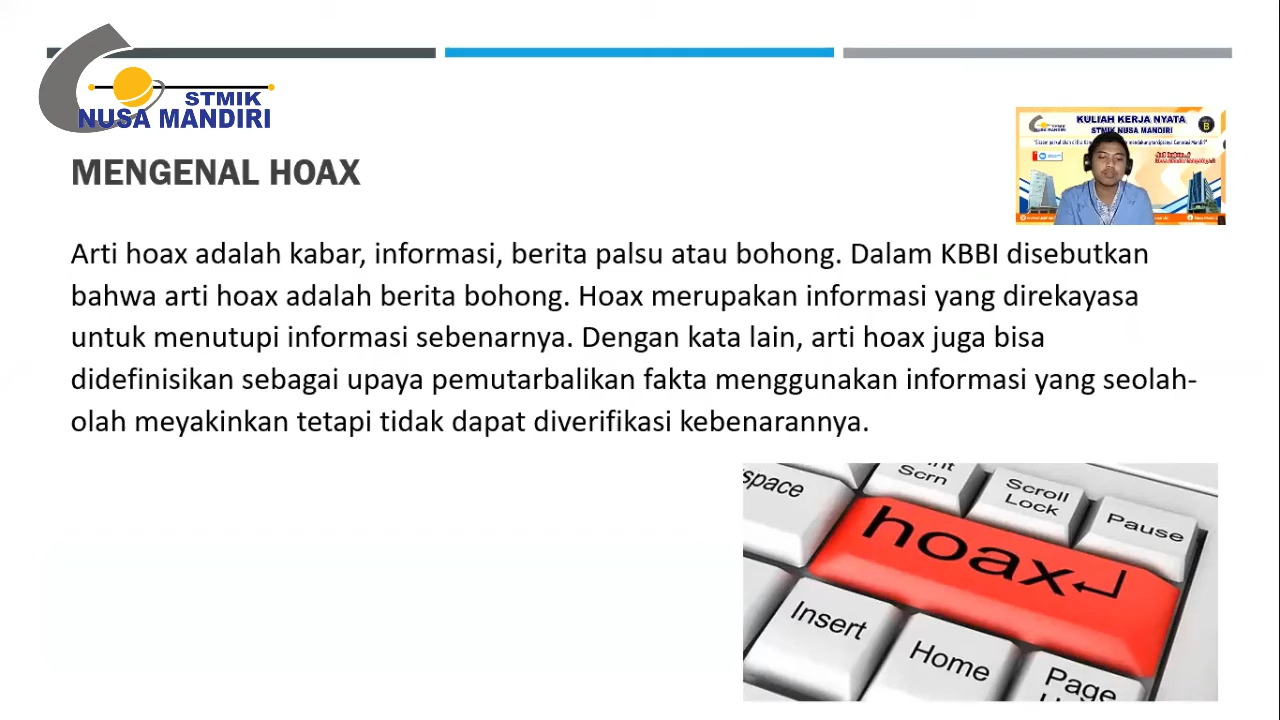 STMIK
NUSA MANDIRI
KULIAH KERJA NYATA
STMIK NUSA MANDIRI
MENGENAL HOAX
Arti hoax adalah kabar, informasi, berita palsu atau bohong. Dalam KBBI disebutkan
bahwa arti hoax adalah berita bohong. Hoax merupakan informasi yang direkayasa
untuk menutupi informasi sebenarnya. Dengan kata lain, arti hoax juga bisa
didefinisikan sebagai upaya pemutarbalikan fakta menggunakan informasi yang seolah-
olah meyakinkan tetapi tidak dapat diverifikasi kebenarannya.
Scrn
Scroll
Lock
Pause
space
hoax
Insert
Home
Page